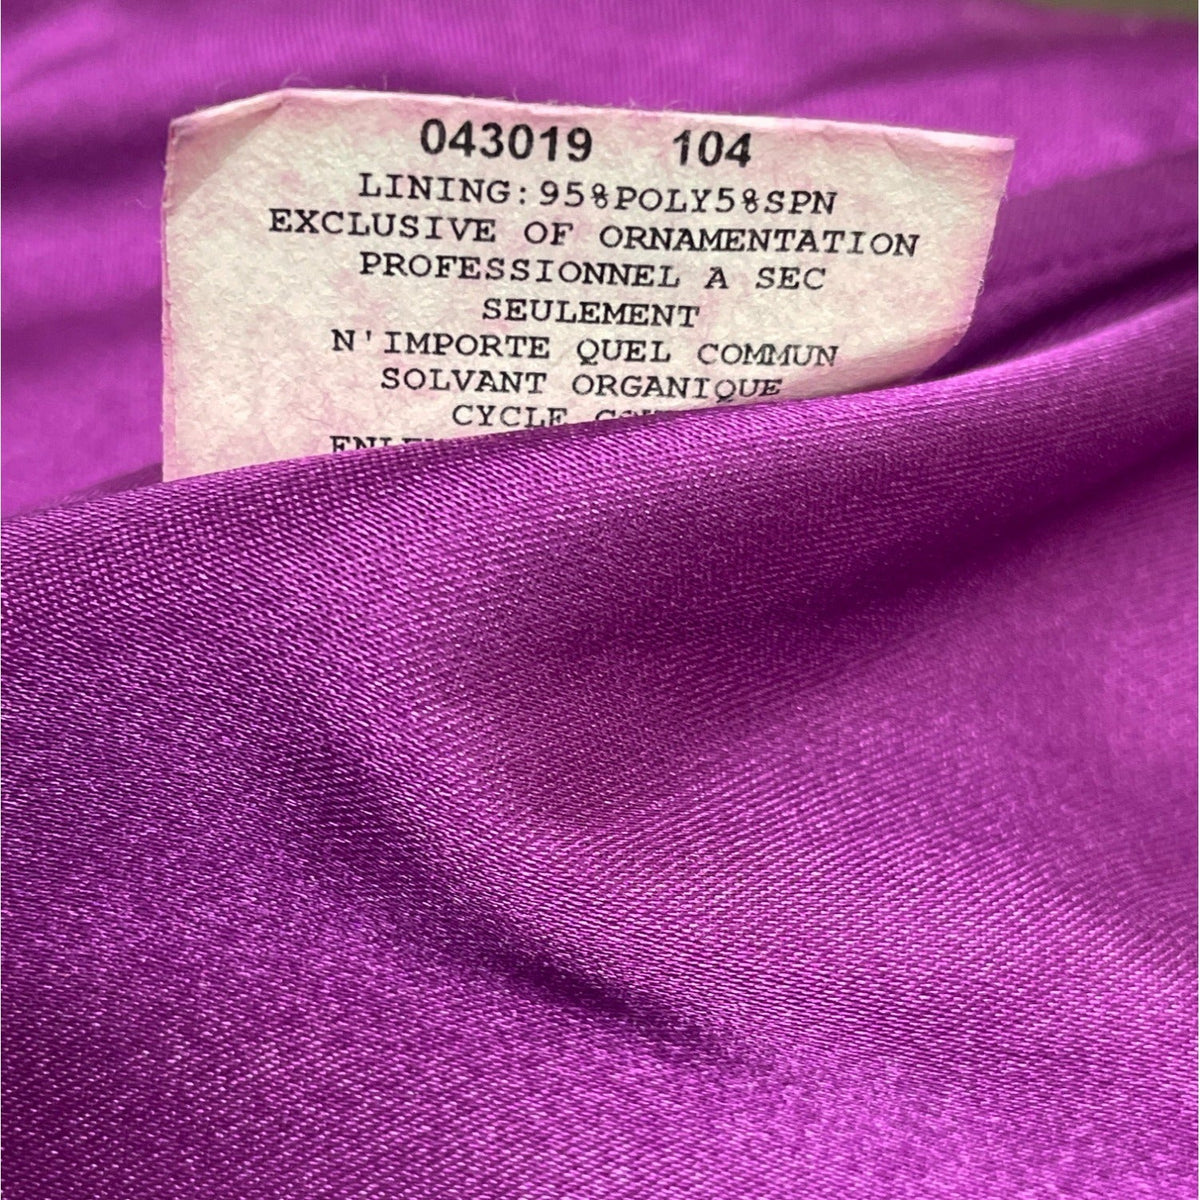 043019 104
LINING:95%POLY5%SPN
EXCLUSIVE OF ORNAMENTATION
PROFESSIONNEL A SEC
SEULEMENT
N'IMPORTE QUEL COMMUN
SOLVANT ORGANIQUE
CYCLE